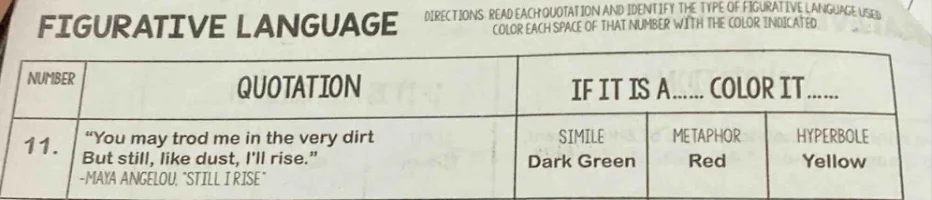 FIGURATIVE LANGUAGE
DIRECTIONS: READ EACH QUOTATION AND IDENTIFY THE TYPE OF FIGURATIVE LANGUAGE USED.
COLOR EACH SPACE OF THAT NUMBER WITH THE COLOR INDICATED.
NUMBER
QUOTATION
IF IT IS A...... COLOR IT......
11.
"You may trod me in the very dirt
But still, like dust, I'll rise."
-MAYA ANGELOU, "STILL I RISE"
SIMILE
Dark Green
METAPHOR
Red
HYPERBOLE
Yellow